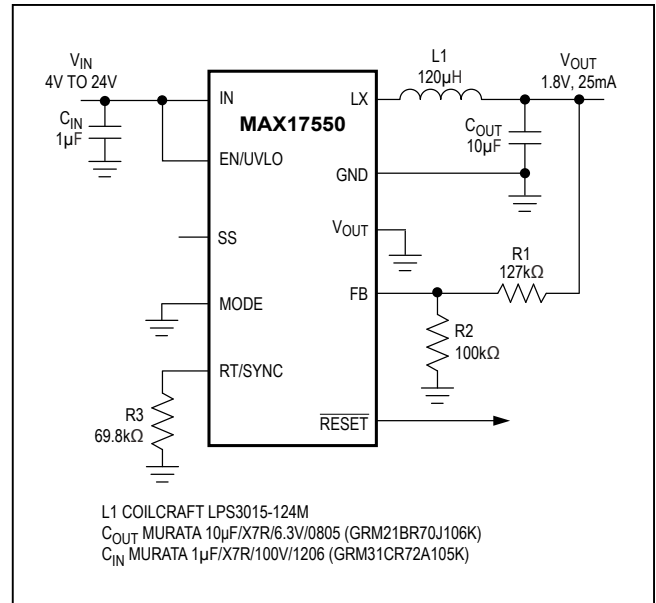 VIN
4V TO 24V
CIN
1µF
IN
EN/UVLO
SS
MODE
RT/SYNC
R3
69.8kΩ
MAX17550
LX
GND
VOUT
FB
RESET
L1
120µH
VOUT
1.8V, 25mA
COUT
10µF
R1
127kΩ
R2
100kΩ
L1 COILCRAFT LPS3015-124M
COUT MURATA 10µF/X7R/6.3V/0805 (GRM21BR70J106K)
CIN MURATA 1µF/X7R/100V/1206 (GRM31CR72A105K)